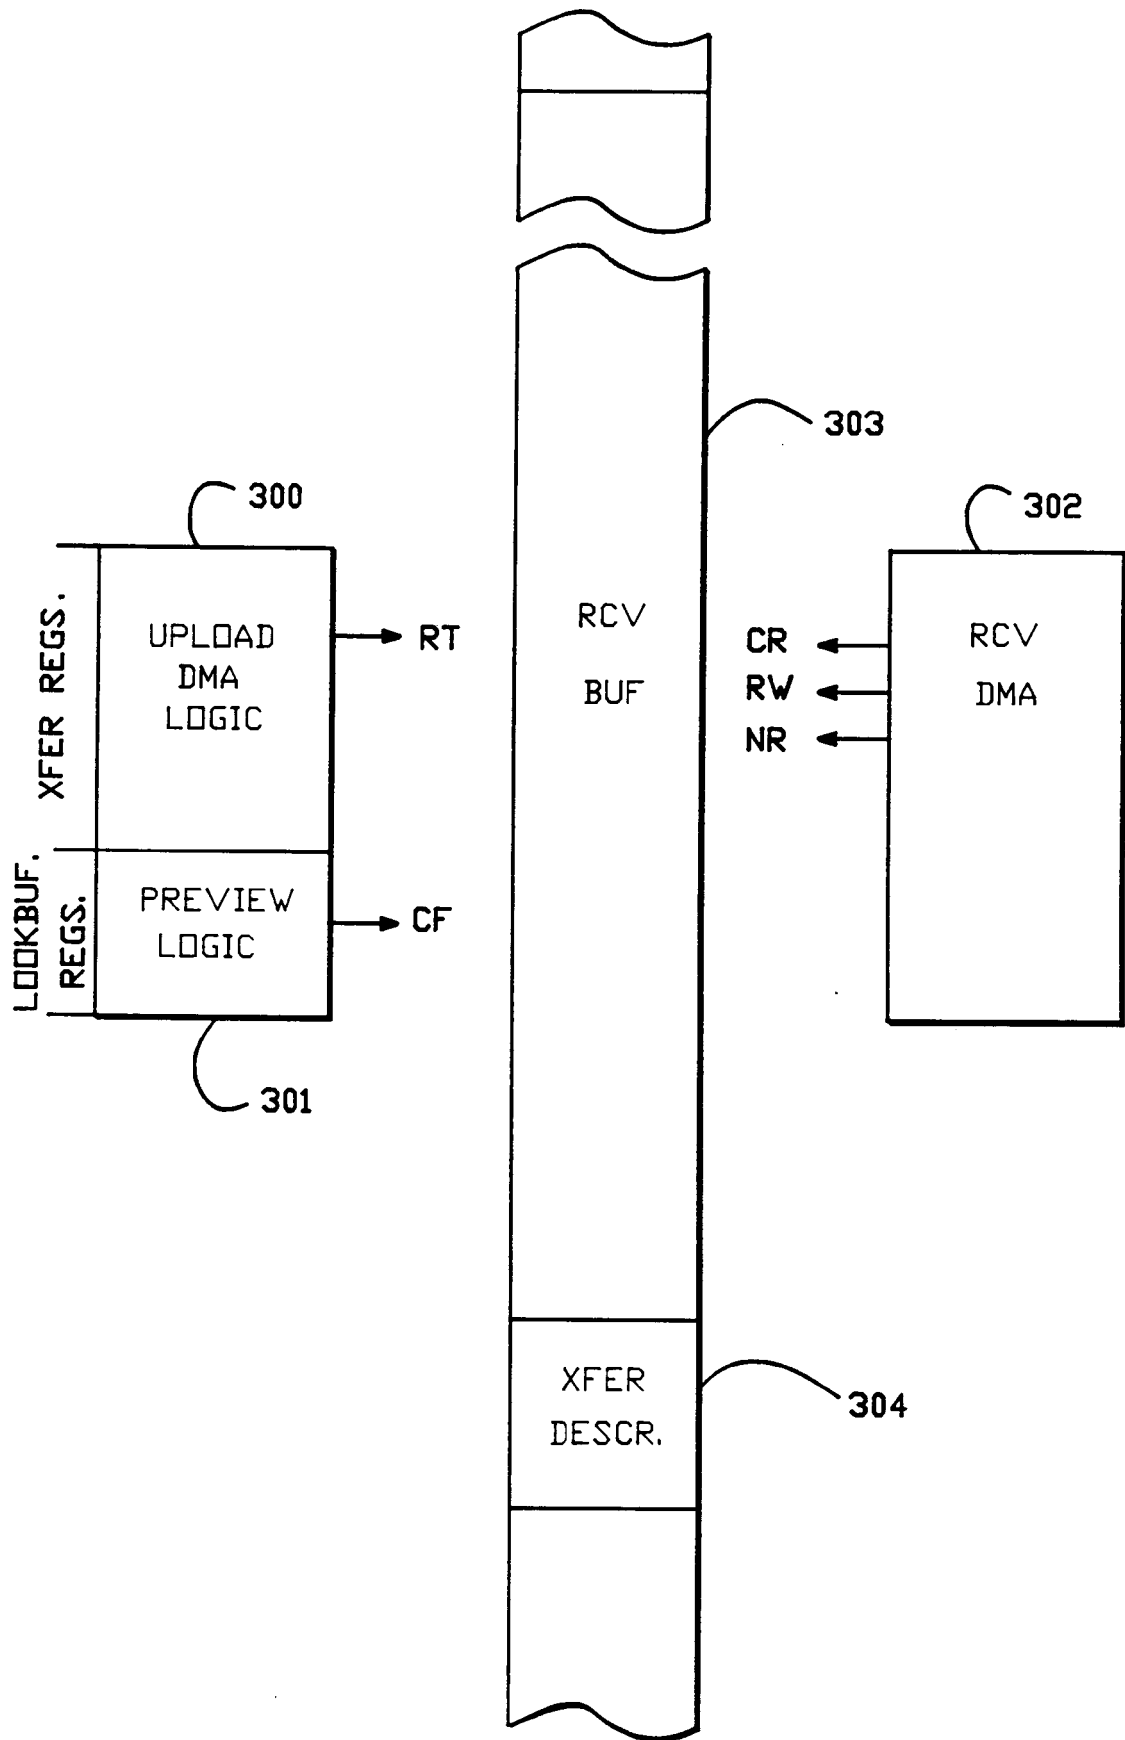 303
300
302
XFER REGS.
UPLOAD
DMA
LOGIC
RT
RCV
BUF
CR
RW
NR
RCV
DMA
LOOKBUF.
REGS.
PREVIEW
LOGIC
CF
301
XFER
DESCR.
304